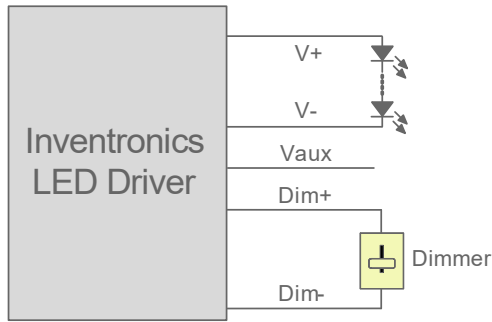 Inventronics
LED Driver
V+
V-
Vaux
Dim+
Dim-
Dimmer